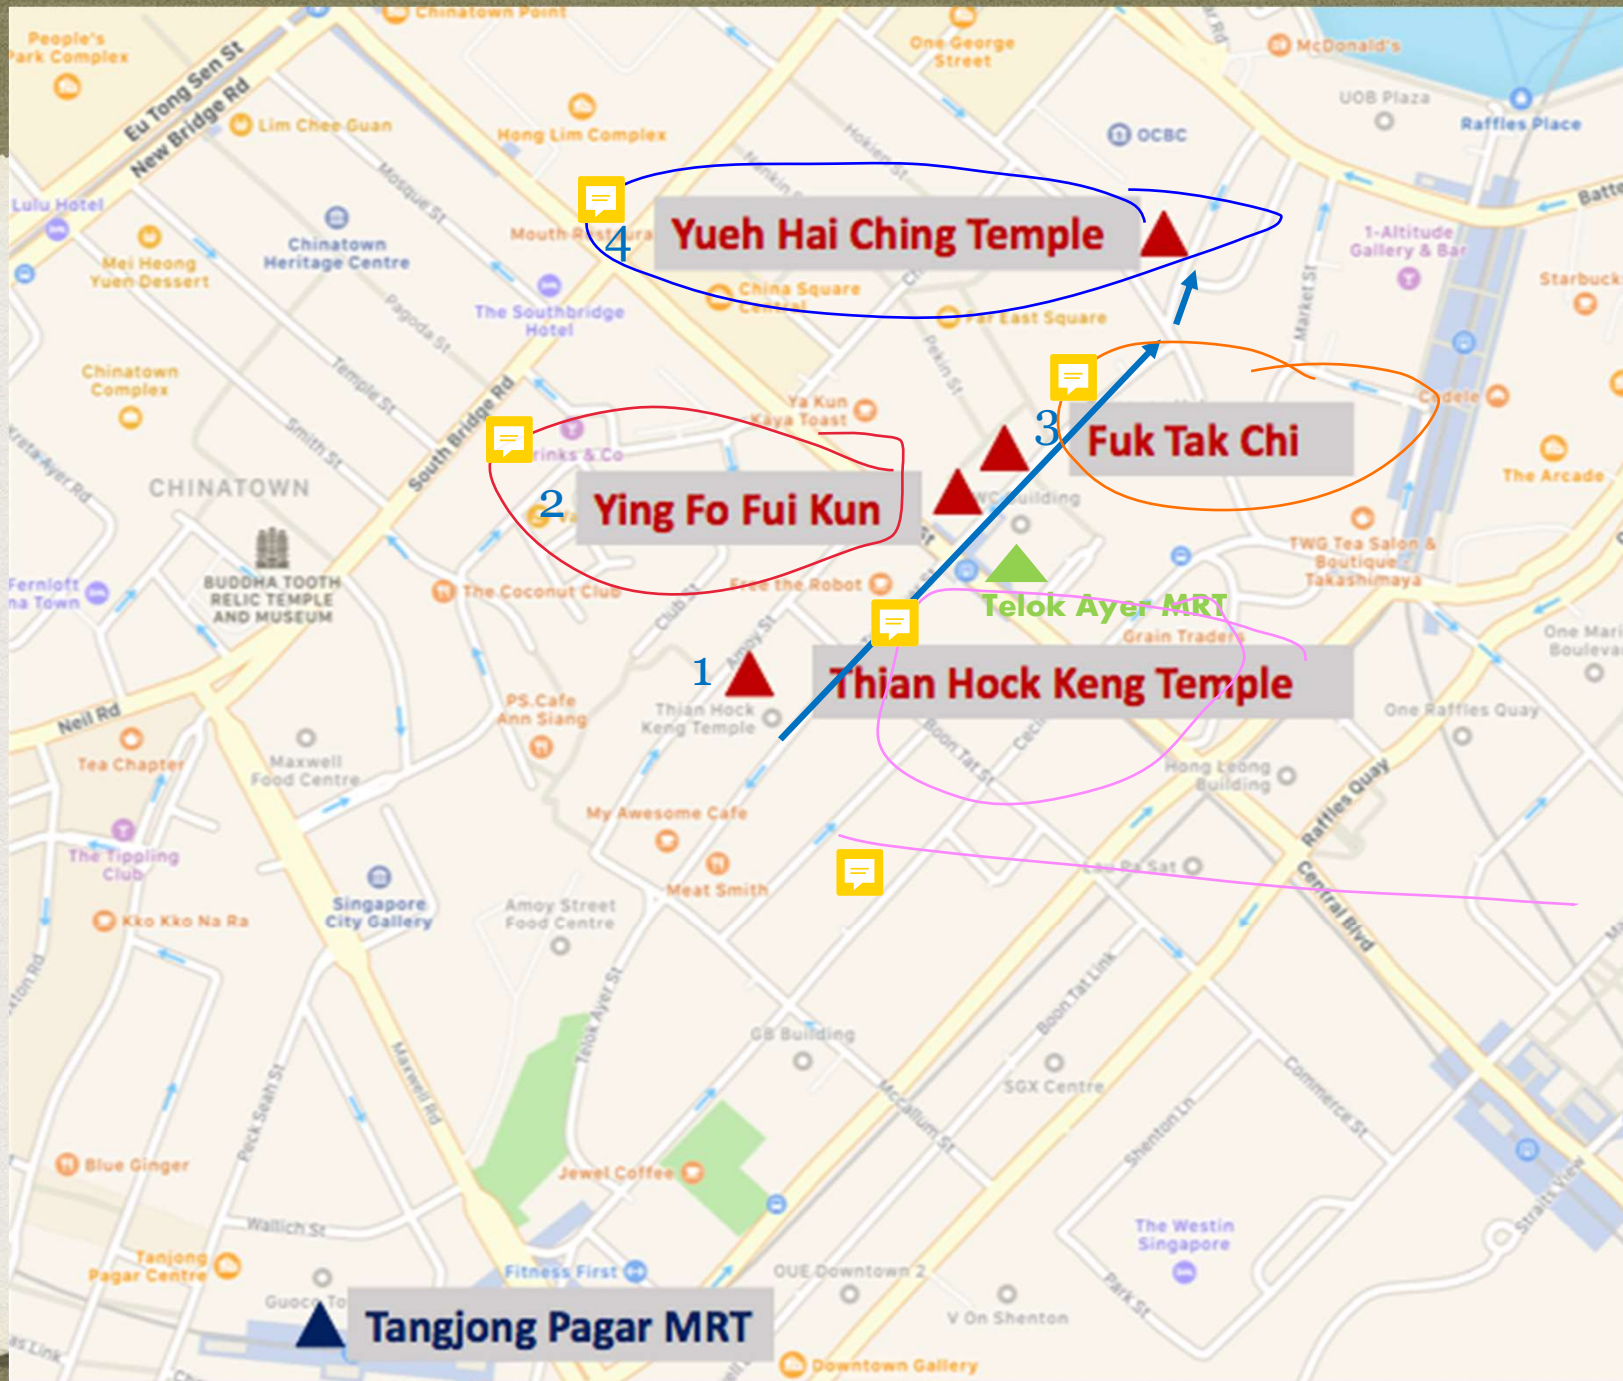 Chinatown Point
People's
Park Complex
Eu Tong Sen St
New Bridge Rd
Lim Chee Guan
Hong Lim Complex
One George
Street
McDonald's
UOB Plaza
Raffles Place
OCBC
Hokien St
Mosque St
Lulu Hotel
Chinatown
Heritage Centre
Mei Heong
Yuen Dessert
4
Yueh Hai Ching Temple
1-Altitude
Gallery & Bar
The Southbridge
Hotel
China Square
Central
Far East Square
Market St
Pagoda St
Temple St
Pekin St
Chinatown
Complex
Smith St
South Bridge Rd
Ya Kun
Kaya Toast
3
Fuk Tak Chi
The Arcade
CHINATOWN
2
Ying Fo Fui Kun
TWG Tea Salon &
Boutique -
Takashimaya
BUDDHA TOOTH
RELIC TEMPLE
AND MUSEUM
The Coconut Club
Free the Robot
Telok Ayer MRT
Grain Traders
Club St
Amoy St
1
Thian Hock Keng Temple
Thian Hock
Keng Temple
PS.Cafe
Ann Siang
Neil Rd
Tea Chapter
Maxwell
Food Centre
Boon Tat St
One Raffles Quay
Hong Leong
Building
Raffles Quay
My Awesome Cafe
Meat Smith
Lau Pa Sat
The Tippling
Club
Singapore
City Gallery
Kko Kko Na Ra
Amoy Street
Food Centre
Central Blvd
Telok Ayer St
Boon Tat Link
GB Building
SGX Centre
Maxwell Rd
Peck Seah St
Mccallum St
Shenton Ln
Commerce St
Blue Ginger
Jewel Coffee
Straits View
Wallich St
The Westin
Singapore
Tanjong
Pagar Centre
Fitness First
OUE Downtown 2
Park St
V On Shenton
Tangjong Pagar MRT
Downtown Gallery